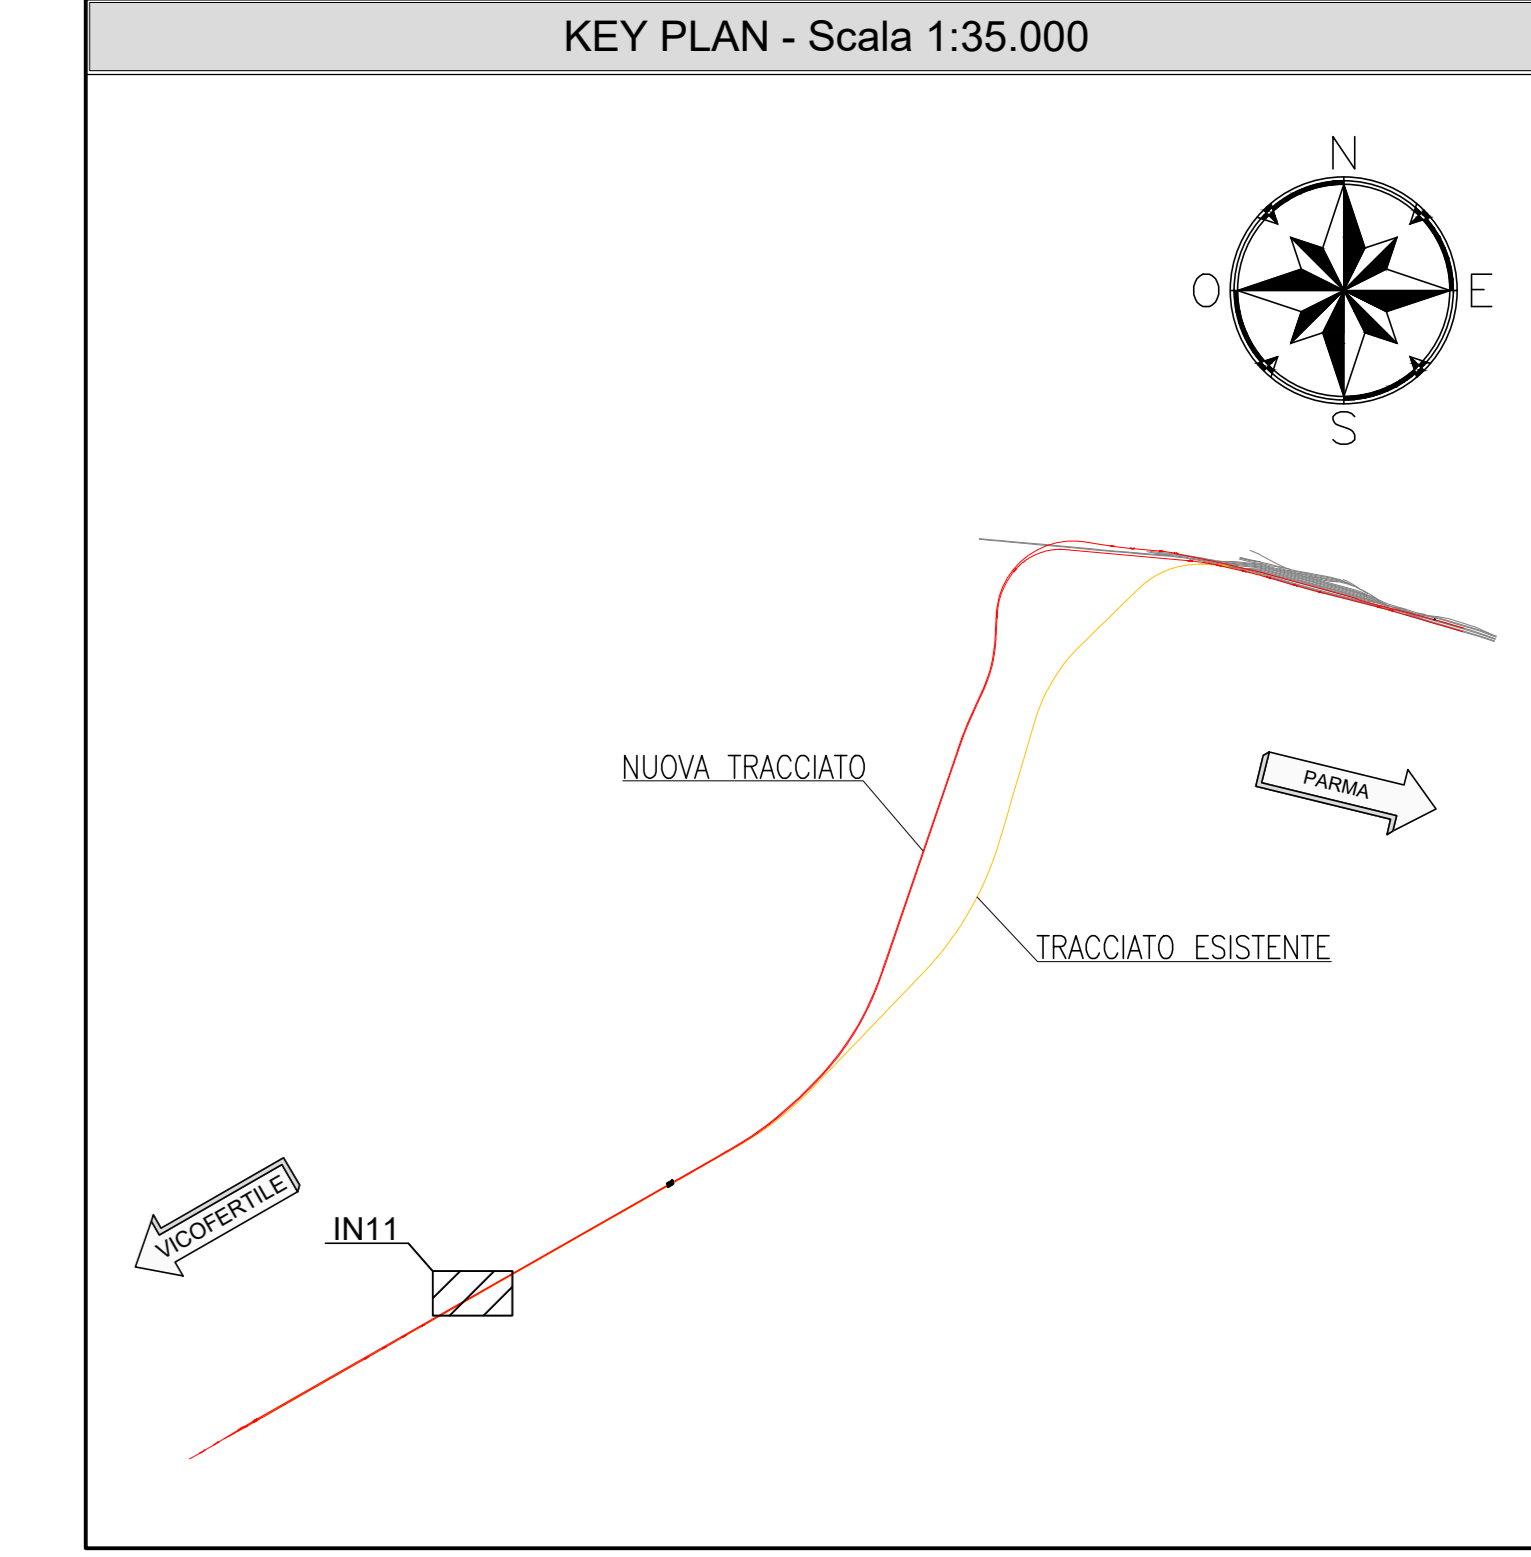 KEY PLAN - Scala 1:35.000
N
O
E
S
NUOVA TRACCIATO
PARMA
TRACCIATO ESISTENTE
VICOFERTILE
IN11